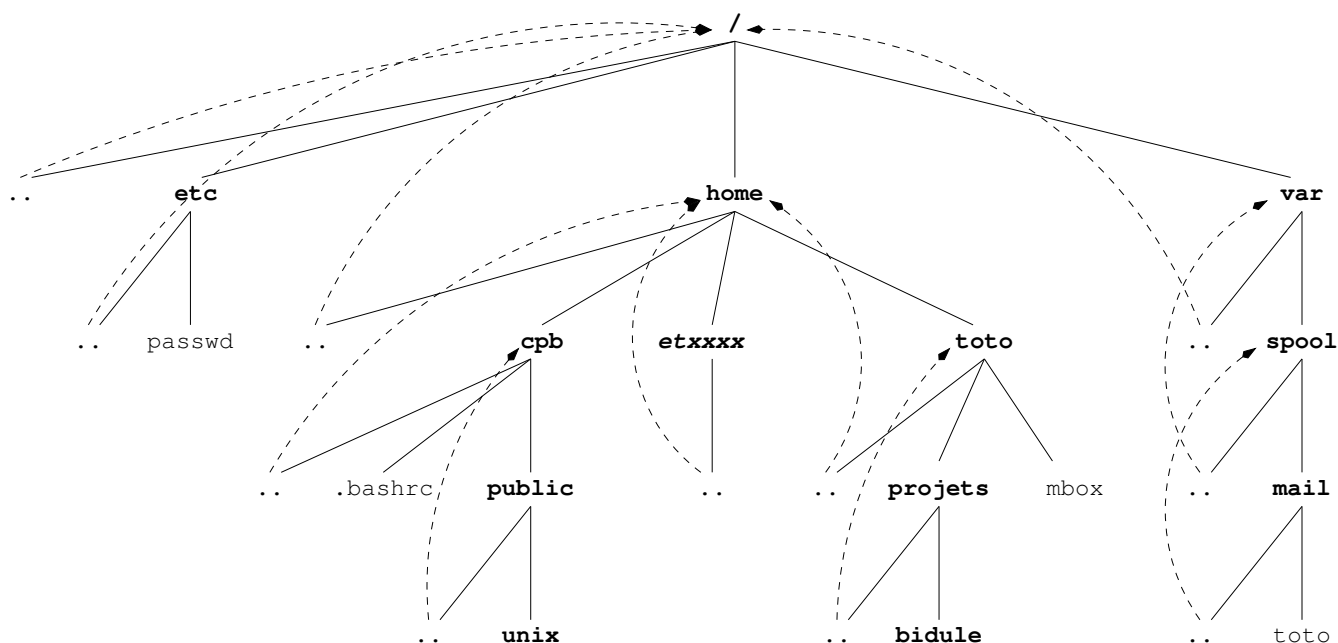 /
.. etc home var
.. passwd .. cpb etxxxx toto .. spool
.. .bashrc public .. .. projets mbox .. mail
.. unix .. bidule .. toto